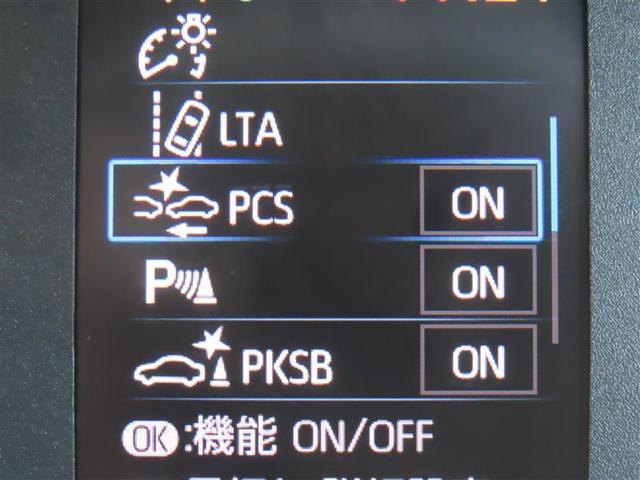 LTA
PCS ON
P ON
PKSB ON
OK:機能 ON/OFF